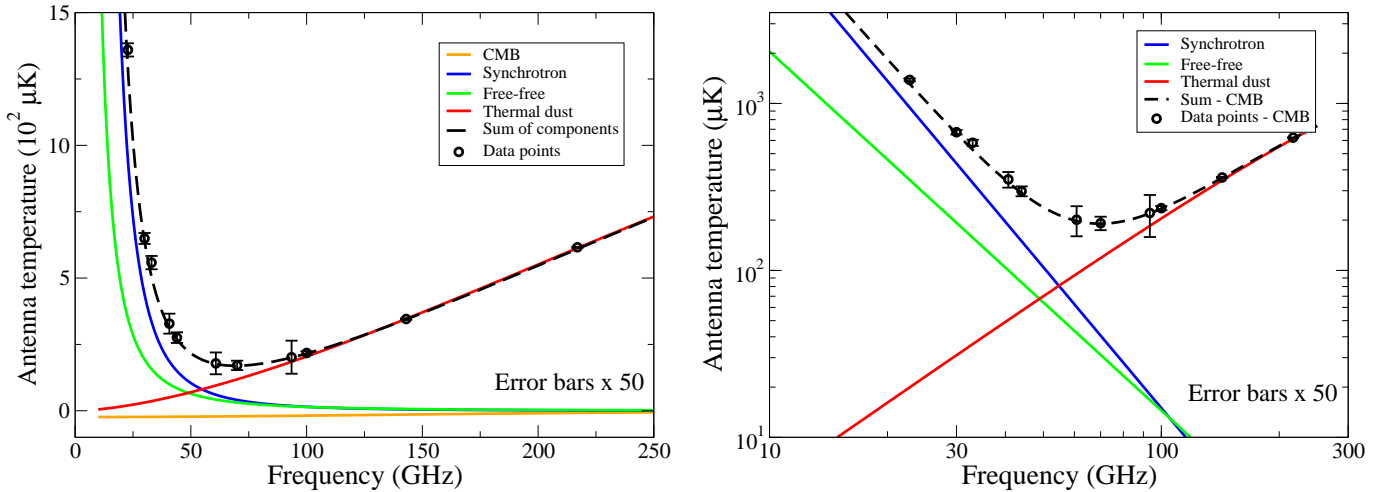 15
10
5
0
0
50
100
150
200
250
Antenna temperature (10² μK)
Frequency (GHz)
CMB
Synchrotron
Free-free
Thermal dust
Sum of components
Data points
Error bars x 50
10³
10²
10¹
10
30
100
300
Antenna temperature (μK)
Frequency (GHz)
Synchrotron
Free-free
Thermal dust
Sum - CMB
Data points - CMB
Error bars x 50